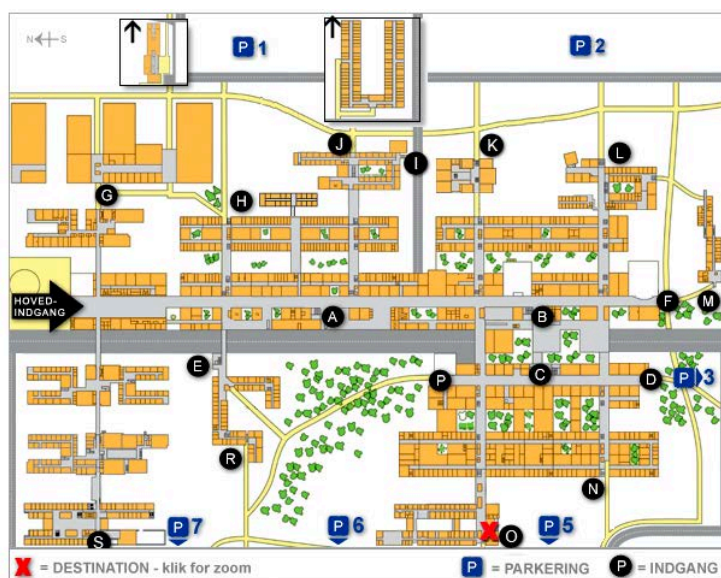 N S
P 1
P 2
J
K
I
L
G
H
HOVED-
INDGANG
A
B
F
M
E
P
C
D
P 3
R
N
S
P 7
P 6
X
O
P 5
X = DESTINATION - klik for zoom
P = PARKERING
P = INDGANG